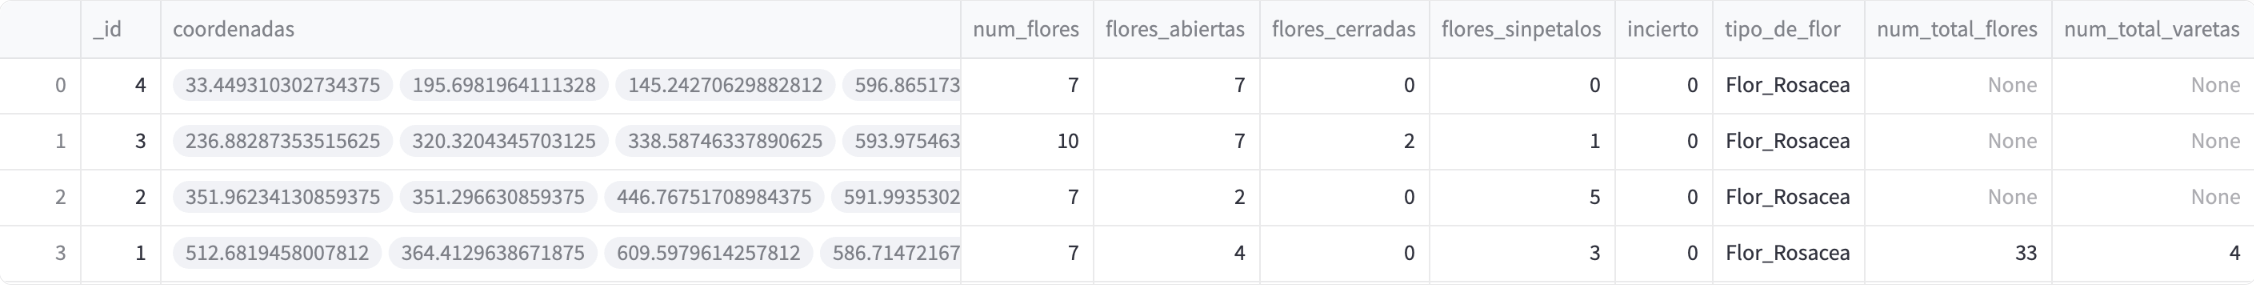 _id coordenadas num_flores flores_abiertas flores_cerradas flores_sinpetalos incierto tipo_de_flor num_total_flores num_total_varetas
0 4 33.449310302734375 195.6981964111328 145.24270629882812 596.865173 7 7 0 0 0 Flor_Rosacea None None
1 3 236.88287353515625 320.3204345703125 338.58746337890625 593.975463 10 7 2 1 0 Flor_Rosacea None None
2 2 351.96234130859375 351.296630859375 446.76751708984375 591.9935302 7 2 0 5 0 Flor_Rosacea None None
3 1 512.6819458007812 364.4129638671875 609.5979614257812 586.71472167 7 4 0 3 0 Flor_Rosacea 33 4